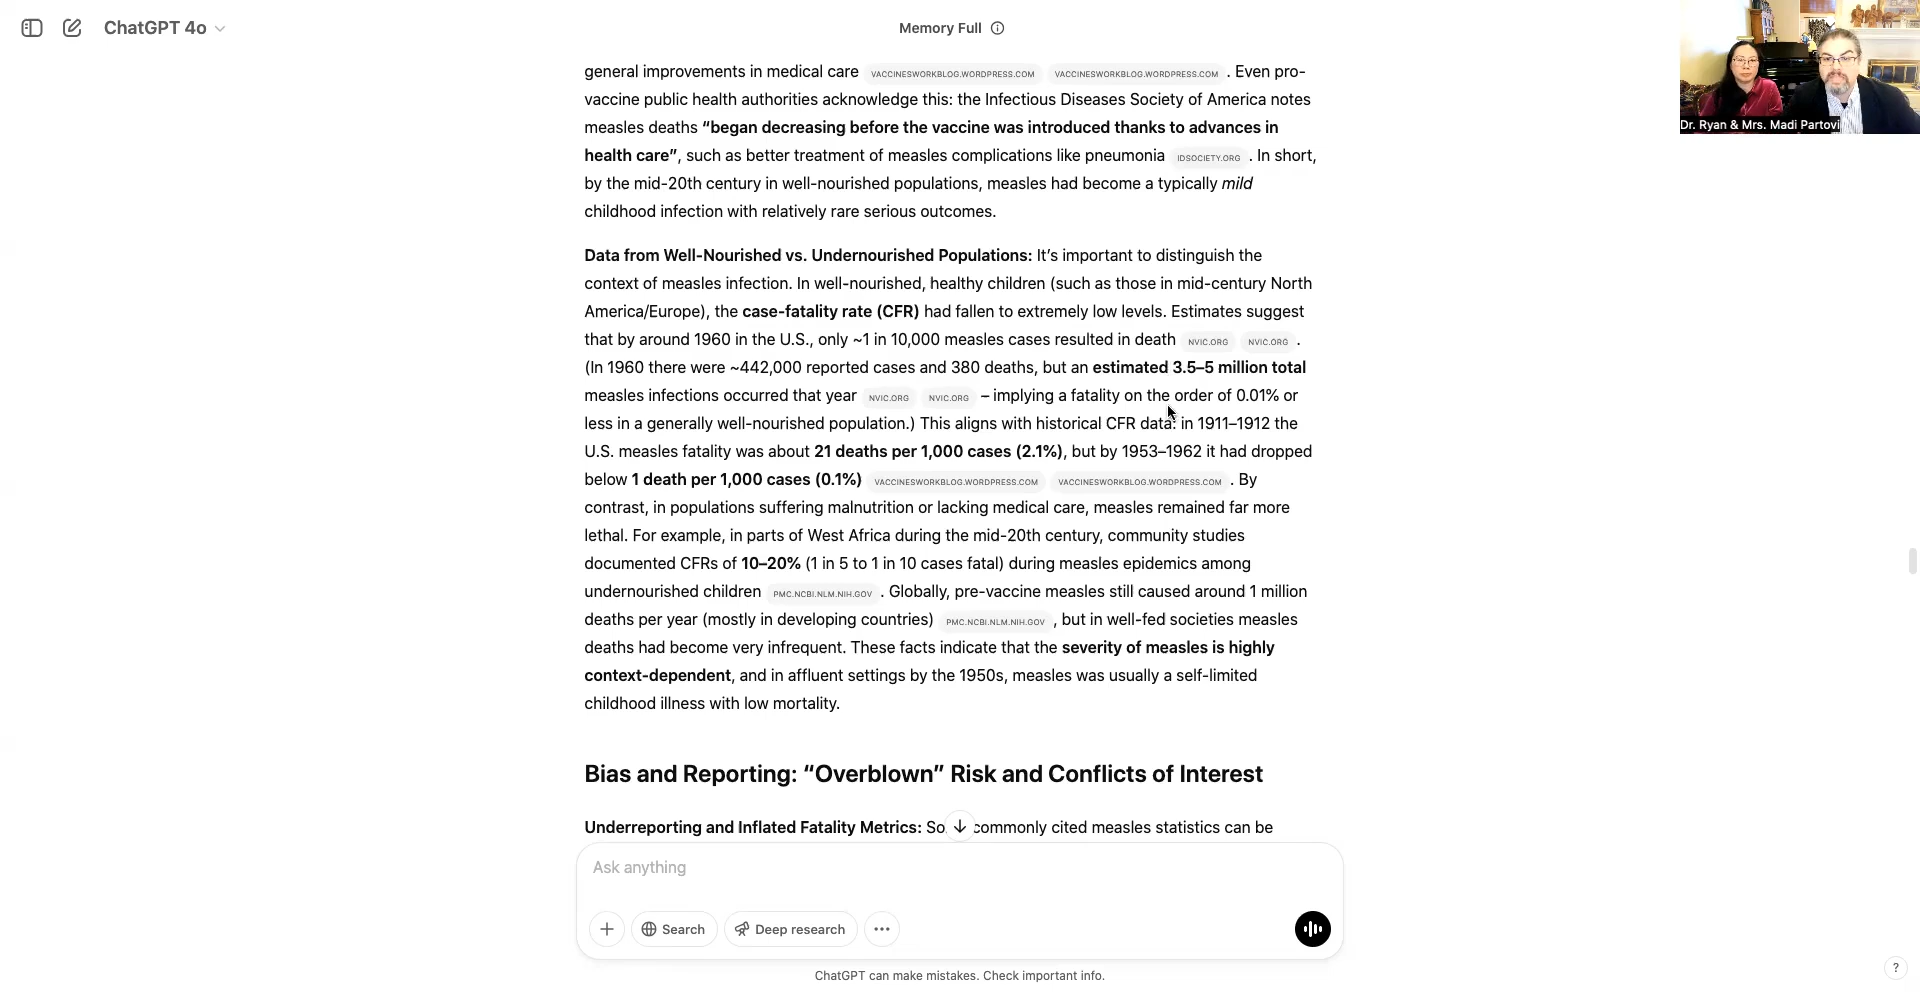 ChatGPT 4o
Memory Full
Dr. Ryan & Mrs. Madi Partovi
general improvements in medical care VACCINESWORKBLOG.WORDPRESS.COM VACCINESWORKBLOG.WORDPRESS.COM . Even pro-
vaccine public health authorities acknowledge this: the Infectious Diseases Society of America notes
measles deaths “began decreasing before the vaccine was introduced thanks to advances in
health care”, such as better treatment of measles complications like pneumonia IDSOCIETY.ORG . In short,
by the mid-20th century in well-nourished populations, measles had become a typically mild
childhood infection with relatively rare serious outcomes.
Data from Well-Nourished vs. Undernourished Populations: It’s important to distinguish the
context of measles infection. In well-nourished, healthy children (such as those in mid-century North
America/Europe), the case-fatality rate (CFR) had fallen to extremely low levels. Estimates suggest
that by around 1960 in the U.S., only ~1 in 10,000 measles cases resulted in death NVIC.ORG NVIC.ORG .
(In 1960 there were ~442,000 reported cases and 380 deaths, but an estimated 3.5–5 million total
measles infections occurred that year NVIC.ORG NVIC.ORG – implying a fatality on the order of 0.01% or
less in a generally well-nourished population.) This aligns with historical CFR data: in 1911–1912 the
U.S. measles fatality was about 21 deaths per 1,000 cases (2.1%), but by 1953–1962 it had dropped
below 1 death per 1,000 cases (0.1%) VACCINESWORKBLOG.WORDPRESS.COM VACCINESWORKBLOG.WORDPRESS.COM . By
contrast, in populations suffering malnutrition or lacking medical care, measles remained far more
lethal. For example, in parts of West Africa during the mid-20th century, community studies
documented CFRs of 10–20% (1 in 5 to 1 in 10 cases fatal) during measles epidemics among
undernourished children PMC.NCBI.NLM.NIH.GOV . Globally, pre-vaccine measles still caused around 1 million
deaths per year (mostly in developing countries) PMC.NCBI.NLM.NIH.GOV , but in well-fed societies measles
deaths had become very infrequent. These facts indicate that the severity of measles is highly
context-dependent, and in affluent settings by the 1950s, measles was usually a self-limited
childhood illness with low mortality.
Bias and Reporting: “Overblown” Risk and Conflicts of Interest
Underreporting and Inflated Fatality Metrics: So commonly cited measles statistics can be
Ask anything
Search
Deep research
ChatGPT can make mistakes. Check important info.
?